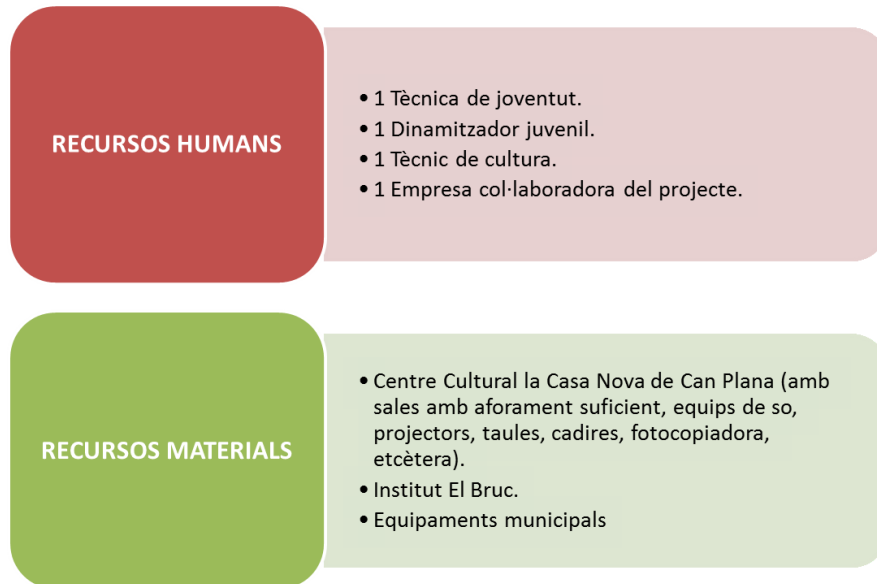 RECURSOS HUMANS
• 1 Tècnica de joventut.
• 1 Dinamitzador juvenil.
• 1 Tècnic de cultura.
• 1 Empresa col·laboradora del projecte.
RECURSOS MATERIALS
• Centre Cultural la Casa Nova de Can Plana (amb
sales amb aforament suficient, equips de so,
projectors, taules, cadires, fotocopiadora,
etcètera).
• Institut El Bruc.
• Equipaments municipals